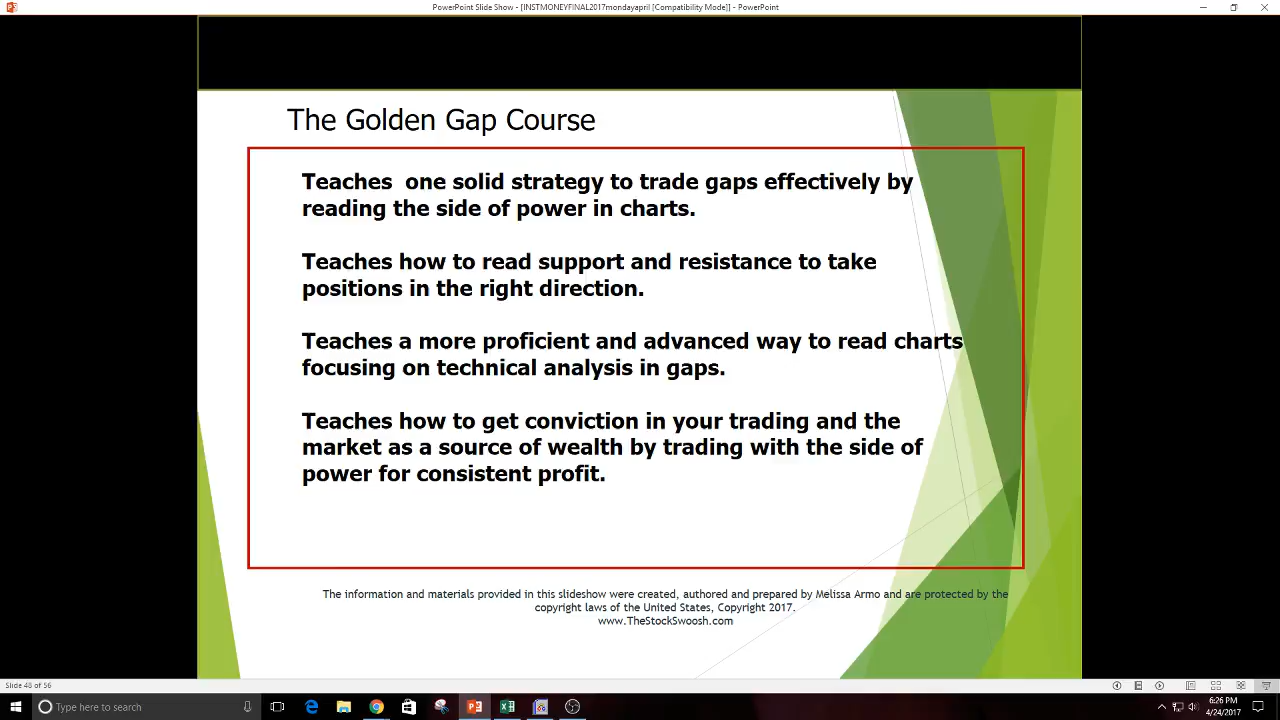 PowerPoint Slide Show - [INSTMONEYFINAL2017mondayapril [Compatibility Mode]] - PowerPoint
The Golden Gap Course
Teaches one solid strategy to trade gaps effectively by
reading the side of power in charts.
Teaches how to read support and resistance to take
positions in the right direction.
Teaches a more proficient and advanced way to read charts
focusing on technical analysis in gaps.
Teaches how to get conviction in your trading and the
market as a source of wealth by trading with the side of
power for consistent profit.
The information and materials provided in this slideshow were created, authored and prepared by Melissa Armo and are protected by the
copyright laws of the United States, Copyright 2017.
www.TheStockSwoosh.com
Slide 48 of 56
Type here to search
6:26 PM
4/24/2017